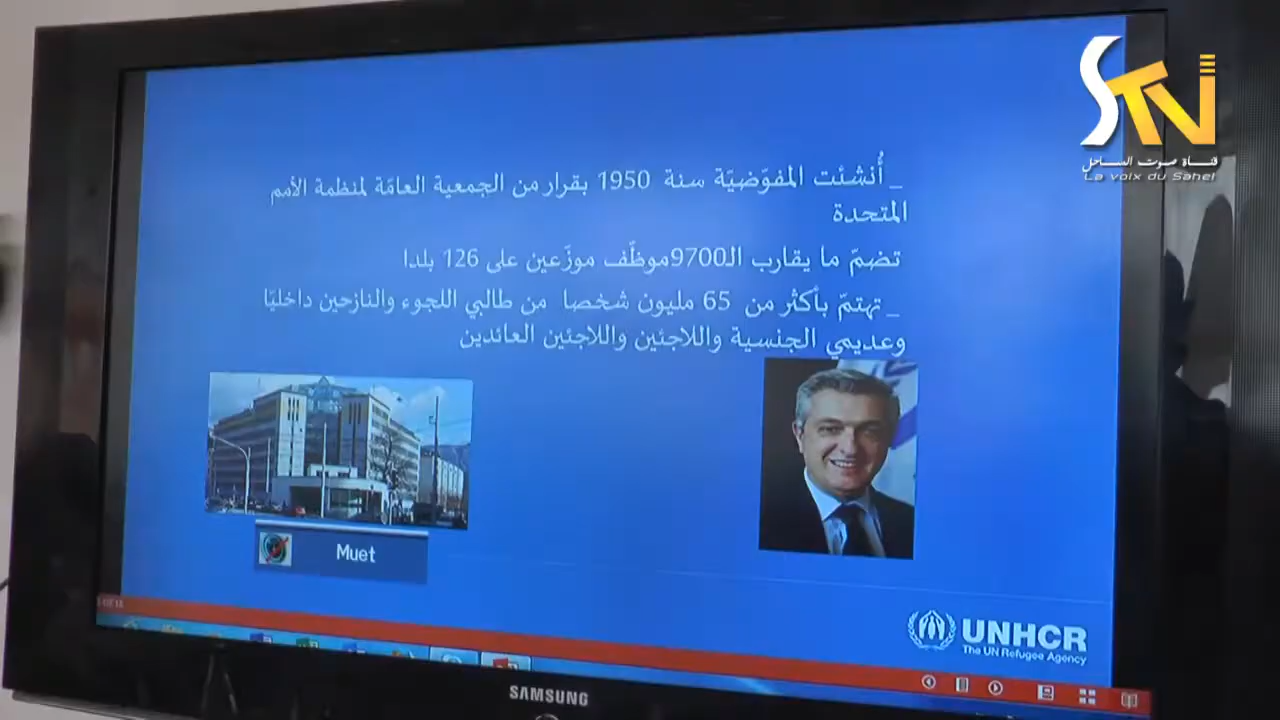 _ أُنشئت المفوّضيّة سنة 1950 بقرار من الجمعية العامّة لمنظمة الأمم
المتحدة
تضمّ ما يقارب الـ9700موظّف موزّعين على 126 بلدا
_ تهتمّ بأكثر من 65 مليون شخصا من طالبي اللجوء والنازحين داخليّا
وعديمي الجنسية واللاجئين واللاجئين العائدين
Muet
UNHCR
The UN Refugee Agency
SAMSUNG
STV
قناة صوت الساحل
La voix du Sahel